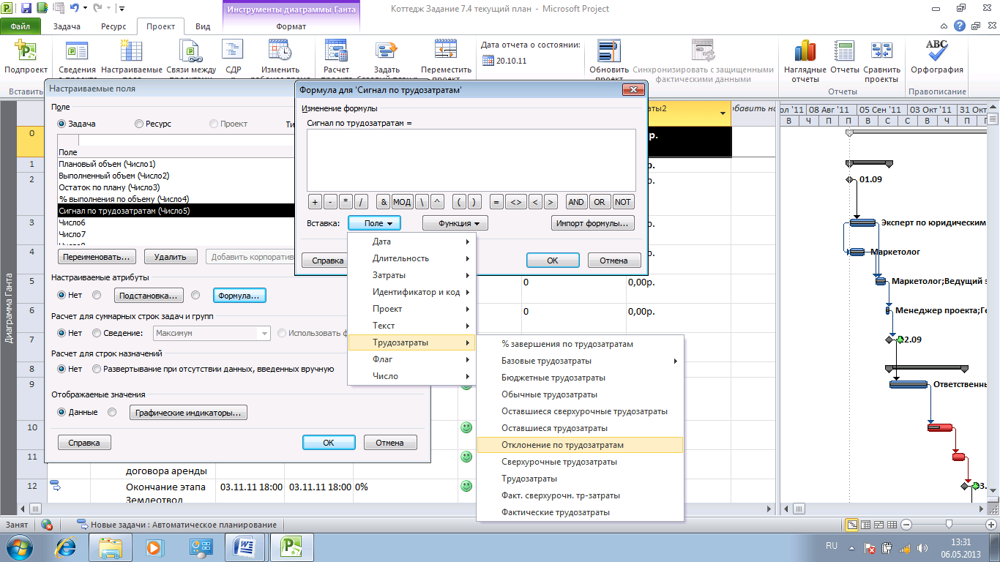 Инструменты диаграммы Ганта
Коттедж Задание 7.4 текущий план - Microsoft Project
Файл
Задача
Ресурс
Проект
Вид
Формат
Подпроект
Сведения
Настраиваемые
Связи между
СДР
Изменить
Расчет
Задать
Переместить
проект
Дата отчета о состоянии:
20.10.11
Обновить
проект
Синхронизировать с защищенными
фактическими данными
Наглядные
отчеты
Отчеты
Сравнить
проекты
Орфография
ABC
Вставить
Отчеты
Правописание
Настраиваемые поля
Поле
Задача
Ресурс
Проект
Ти
Поле
Плановый объем (Число1)
Выполненный объем (Число2)
Остаток по плану (Число3)
% выполнения по объему (Число4)
Сигнал по трудозатратам (Число5)
Число6
Число7
Переименовать...
Удалить
Добавить корпоратив
Настраиваемые атрибуты
Нет
Подстановка...
Формула...
Расчет для суммарных строк задач и групп
Нет
Сведение:
Максимум
Использовать ф
Расчет для строк назначений
Нет
Развертывание при отсутствии данных, введенных вручную
Отображаемые значения
Данные
Графические индикаторы...
Справка
ОК
Отмена
Формула для 'Сигнал по трудозатратам'
Изменение формулы
Сигнал по трудозатратам =
+ - * / & МОД \ ^ ( ) = <> < > AND OR NOT
Вставка:
Поле
Функция
Импорт формулы...
Справка
ОК
Отмена
Дата
Длительность
Затраты
Идентификатор и код
Проект
Текст
Трудозатраты
Флаг
Число
% завершения по трудозатратам
Базовые трудозатраты
Бюджетные трудозатраты
Обычные трудозатраты
Оставшиеся сверхурочные трудозатраты
Оставшиеся трудозатраты
Отклонение по трудозатратам
Сверхурочные трудозатраты
Трудозатраты
Факт. сверхурочн. тр-затраты
Фактические трудозатраты
Диаграмма Ганта
0
1
2
3
4
5
6
7
8
9
10
11
12
аты2
обавить но
р.
р.
р.
р.
р.
0 0,00р.
0 0,00р.
договора аренды
Окончание этапа
Землеотвод
03.11.11 18:00
03.11.11 18:00
0%
ол '11
08 Авг '11
05 Сен '11
03 Окт '11
31 Окт
В Ч П П В С С Ч В П
01.09
Эксперт по юридическим
Маркетолог
Маркетолог;Ведущий э
Менеджер проекта;Ге
22.09
Ответственны
03.
Занят
Новые задачи : Автоматическое планирование
RU
13:31
06.05.2013